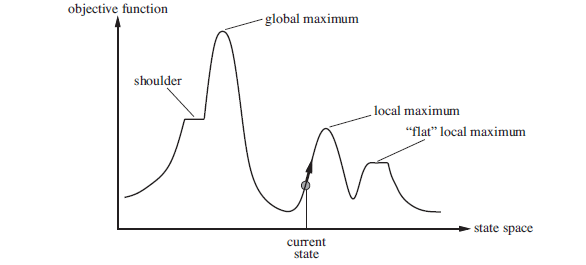 objective function
global maximum
shoulder
local maximum
“flat” local maximum
state space
current
state